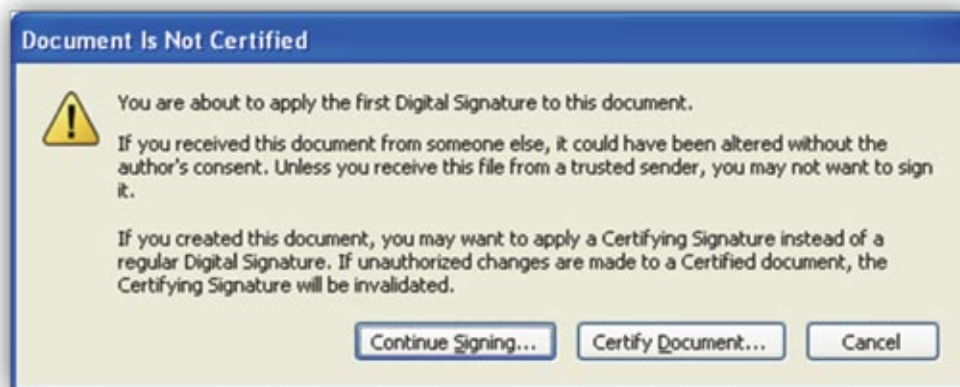 Document Is Not Certified
You are about to apply the first Digital Signature to this document.
If you received this document from someone else, it could have been altered without the
author's consent. Unless you receive this file from a trusted sender, you may not want to sign
it.
If you created this document, you may want to apply a Certifying Signature instead of a
regular Digital Signature. If unauthorized changes are made to a Certified document, the
Certifying Signature will be invalidated.
Continue Signing... Certify Document... Cancel